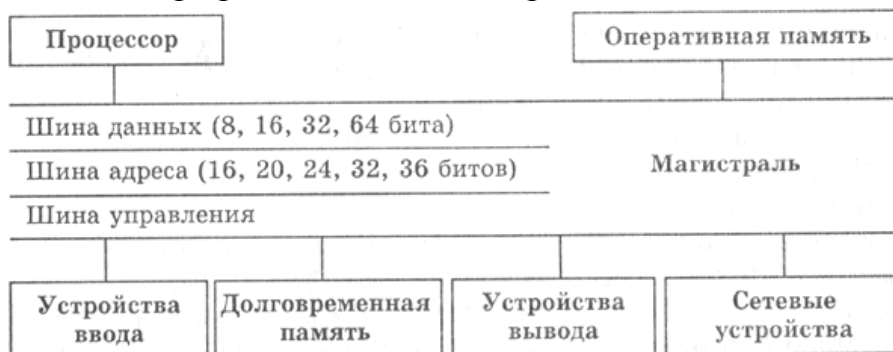 Процессор
Оперативная память
Шина данных (8, 16, 32, 64 бита)
Шина адреса (16, 20, 24, 32, 36 битов)
Магистраль
Шина управления
Устройства
ввода
Долговременная
память
Устройства
вывода
Сетевые
устройства